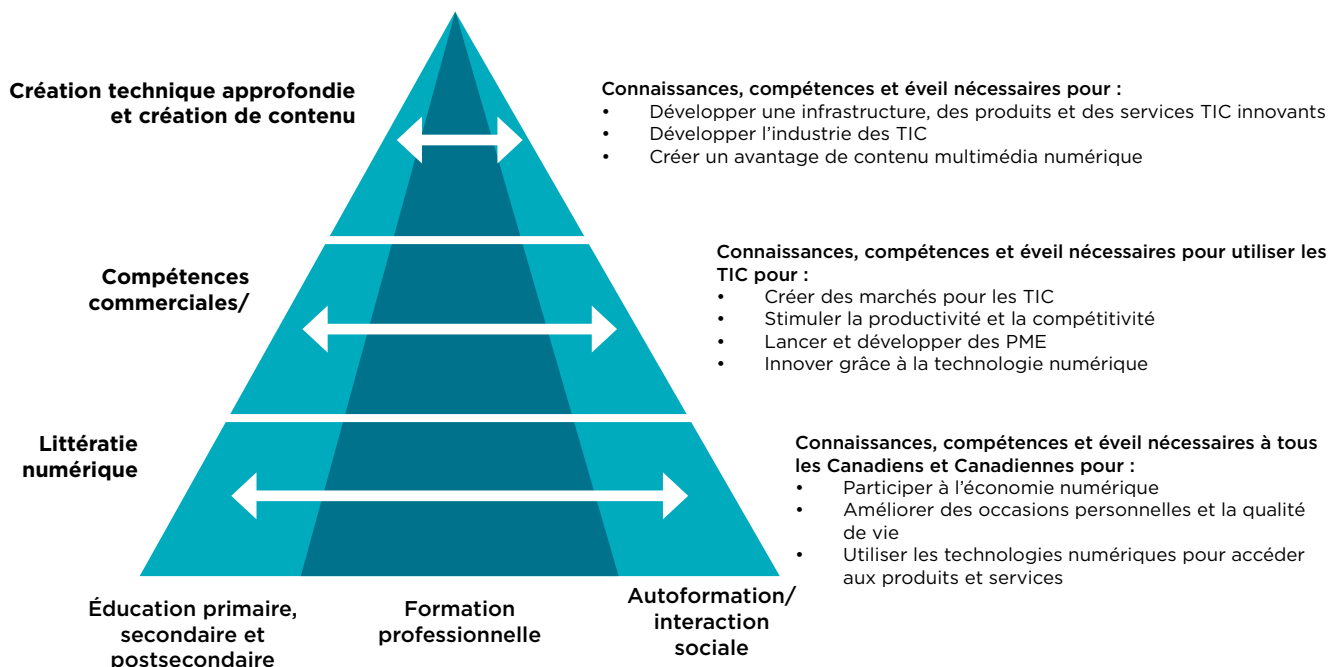 Création technique approfondie
et création de contenu
Connaissances, compétences et éveil nécessaires pour :
• Développer une infrastructure, des produits et des services TIC innovants
• Développer l’industrie des TIC
• Créer un avantage de contenu multimédia numérique
Compétences
commerciales/
Connaissances, compétences et éveil nécessaires pour utiliser les
TIC pour :
• Créer des marchés pour les TIC
• Stimuler la productivité et la compétitivité
• Lancer et développer des PME
• Innover grâce à la technologie numérique
Littératie
numérique
Connaissances, compétences et éveil nécessaires à tous
les Canadiens et Canadiennes pour :
• Participer à l’économie numérique
• Améliorer des occasions personnelles et la qualité
de vie
• Utiliser les technologies numériques pour accéder
aux produits et services
Éducation primaire,
secondaire et
postsecondaire
Formation
professionnelle
Autoformation/
interaction
sociale